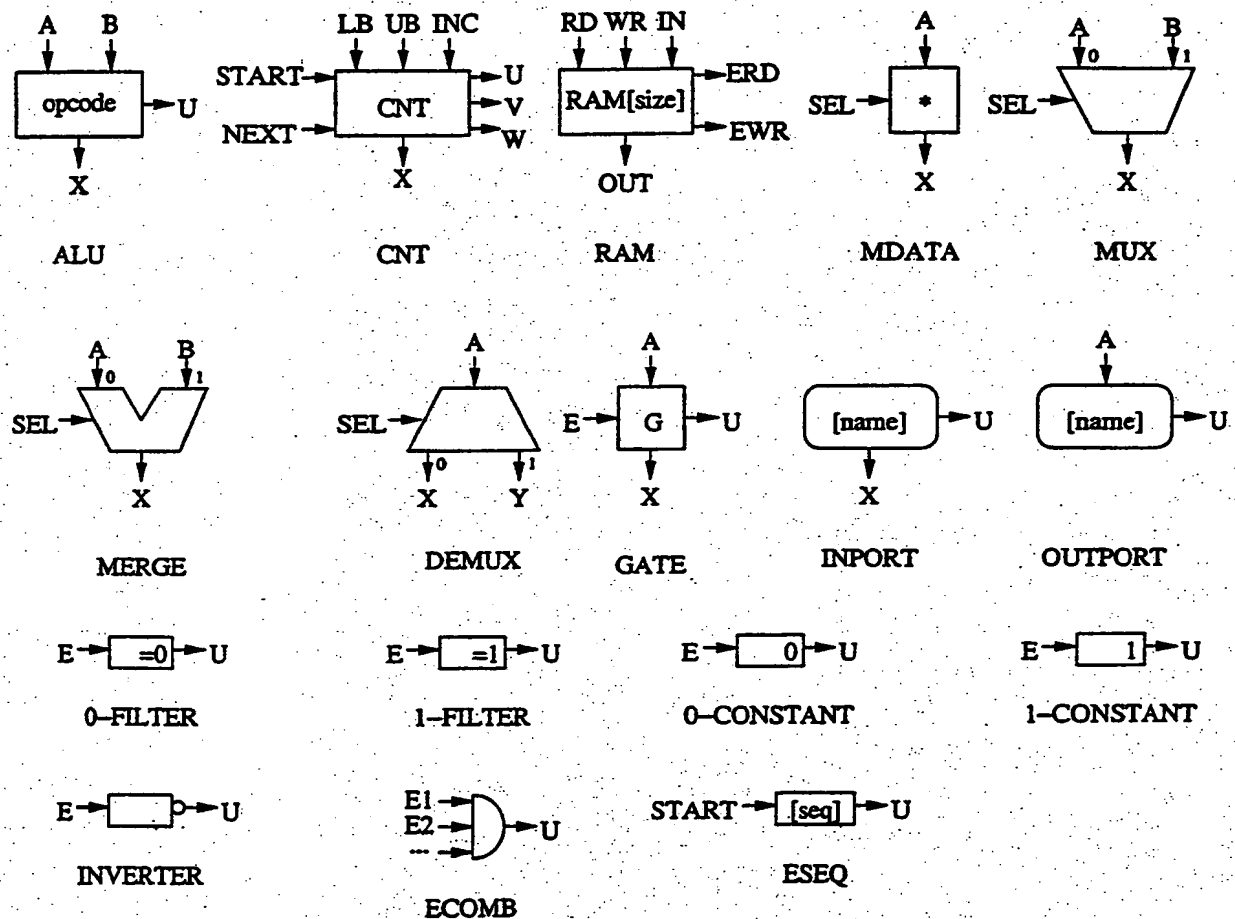 A B LB UB INC RD WR IN A A B
0 1
START U ERD
opcode U CNT V RAM[size] SEL * SEL
NEXT W EWR
X X OUT X X
ALU CNT RAM MDATA MUX
A B A A A
0 1
SEL SEL E G U [name] U [name] U
0 1
X X Y X X
MERGE DEMUX GATE INPORT OUTPORT
E =0 U E =1 U E 0 U E 1 U
0-FILTER 1-FILTER 0-CONSTANT 1-CONSTANT
E1
E U E2 U START [seq] U
...
INVERTER ECOMB ESEQ